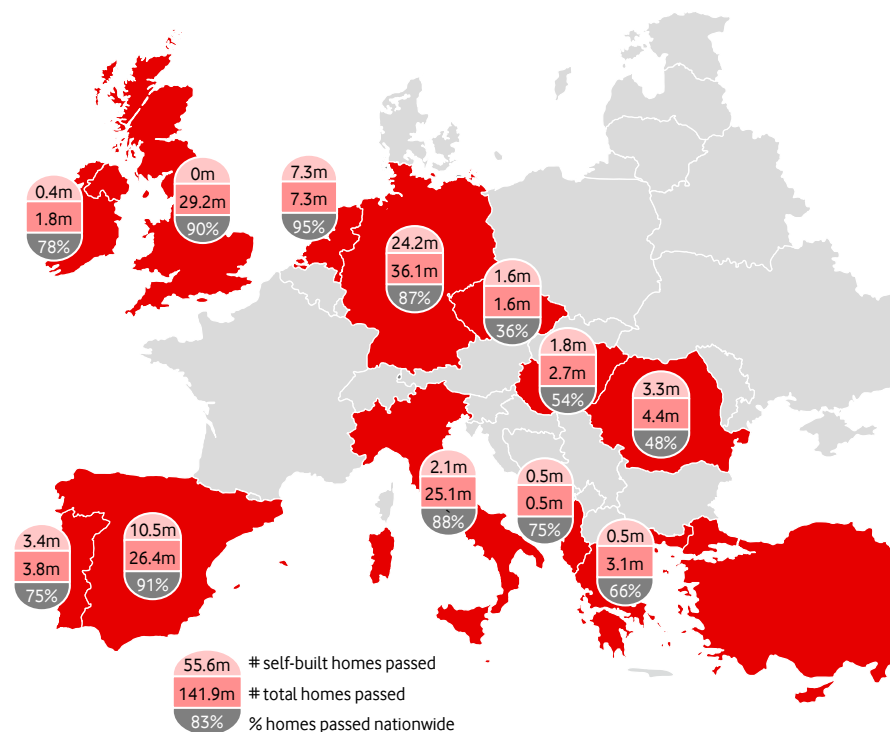 0.4m
1.8m
78%
0m
29.2m
90%
7.3m
7.3m
95%
24.2m
36.1m
87%
1.6m
1.6m
36%
1.8m
2.7m
54%
3.3m
4.4m
48%
2.1m
25.1m
88%
0.5m
0.5m
75%
0.5m
3.1m
66%
3.4m
3.8m
75%
10.5m
26.4m
91%
55.6m # self-built homes passed
141.9m # total homes passed
83% % homes passed nationwide